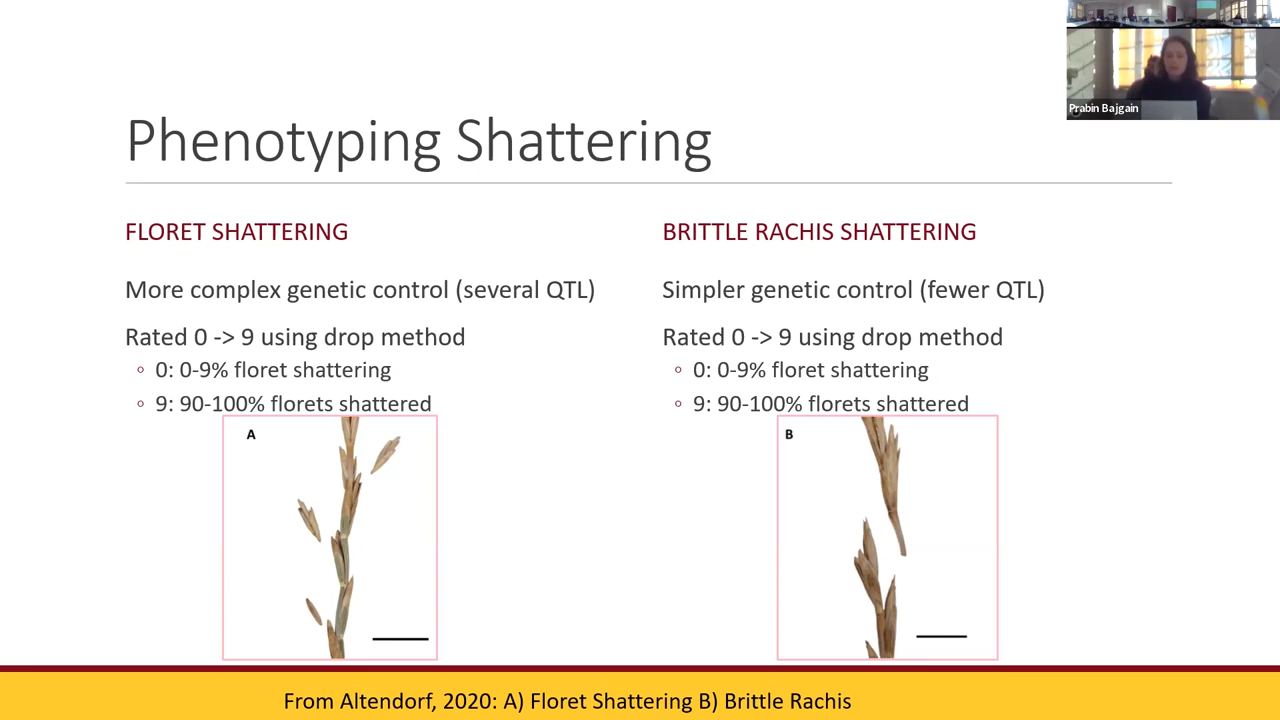 Prabin Bajgain
Phenotyping Shattering
FLORET SHATTERING
More complex genetic control (several QTL)
Rated 0 -> 9 using drop method
◦ 0: 0-9% floret shattering
◦ 9: 90-100% florets shattered
A
BRITTLE RACHIS SHATTERING
Simpler genetic control (fewer QTL)
Rated 0 -> 9 using drop method
◦ 0: 0-9% floret shattering
◦ 9: 90-100% florets shattered
B
From Altendorf, 2020: A) Floret Shattering B) Brittle Rachis